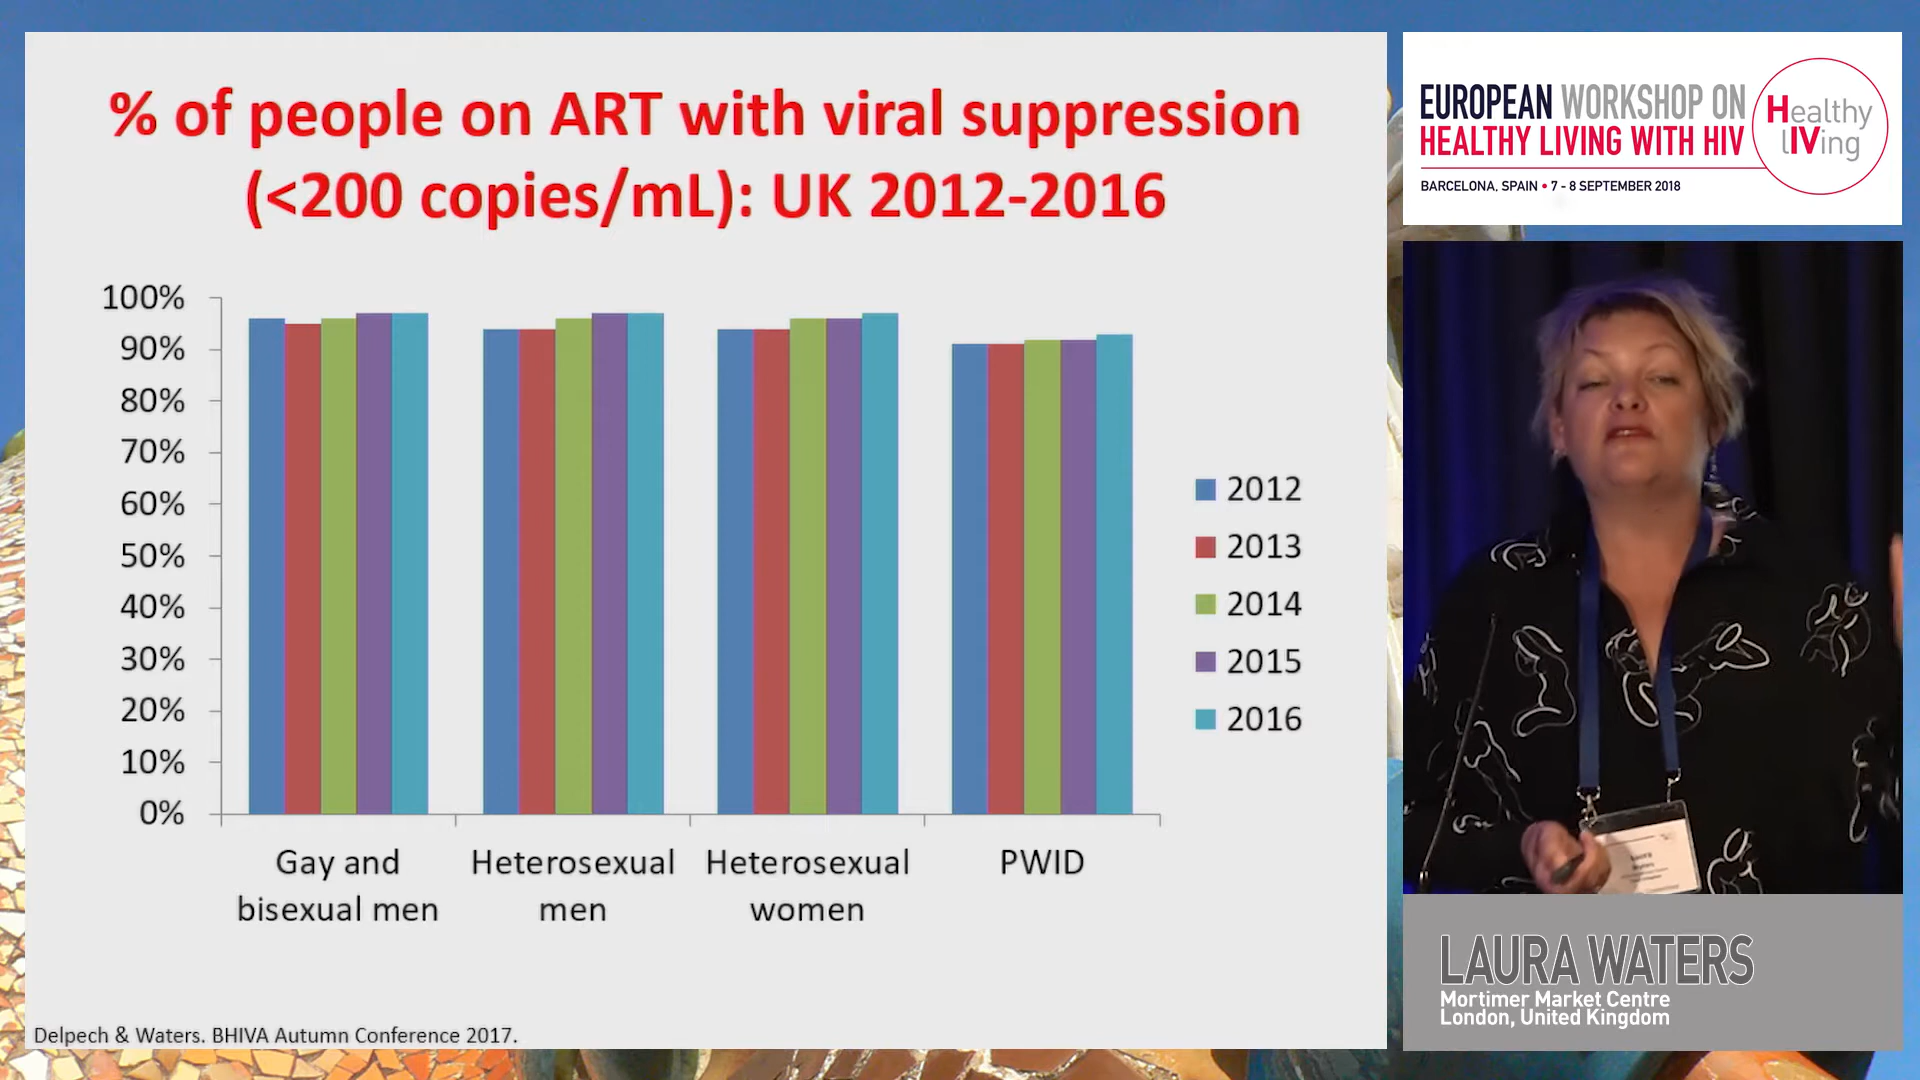 % of people on ART with viral suppression
(<200 copies/mL): UK 2012-2016
100%
90%
80%
70%
60%
50%
40%
30%
20%
10%
0%
Gay and
bisexual men
Heterosexual
men
Heterosexual
women
PWID
2012
2013
2014
2015
2016
Delpech & Waters. BHIVA Autumn Conference 2017.
EUROPEAN WORKSHOP ON
HEALTHY LIVING WITH HIV
BARCELONA, SPAIN • 7 - 8 SEPTEMBER 2018
Healthy
lIVing
LAURA WATERS
Mortimer Market Centre
London, United Kingdom